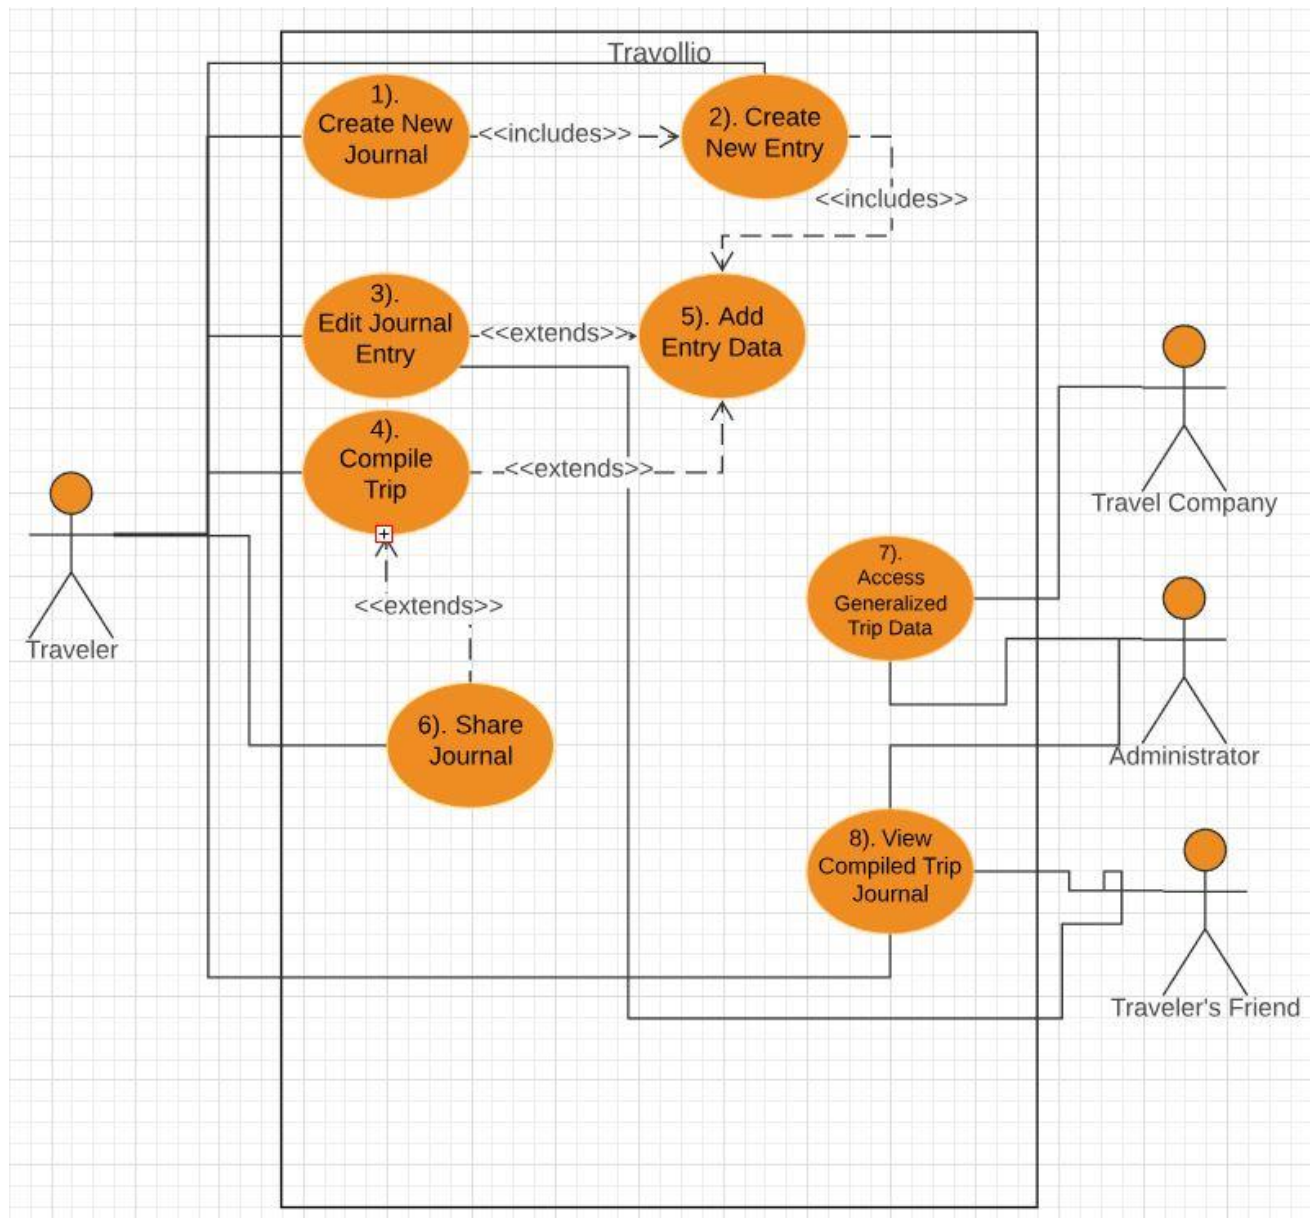 Travollio
1).
Create New
Journal
<<includes>>
2). Create
New Entry
<<includes>>
3).
Edit Journal
Entry
<<extends>>
5). Add
Entry Data
4).
Compile
Trip
<<extends>>
Travel Company
7).
Access
Generalized
Trip Data
<<extends>>
Traveler
6). Share
Journal
Administrator
8). View
Compiled Trip
Journal
Traveler's Friend